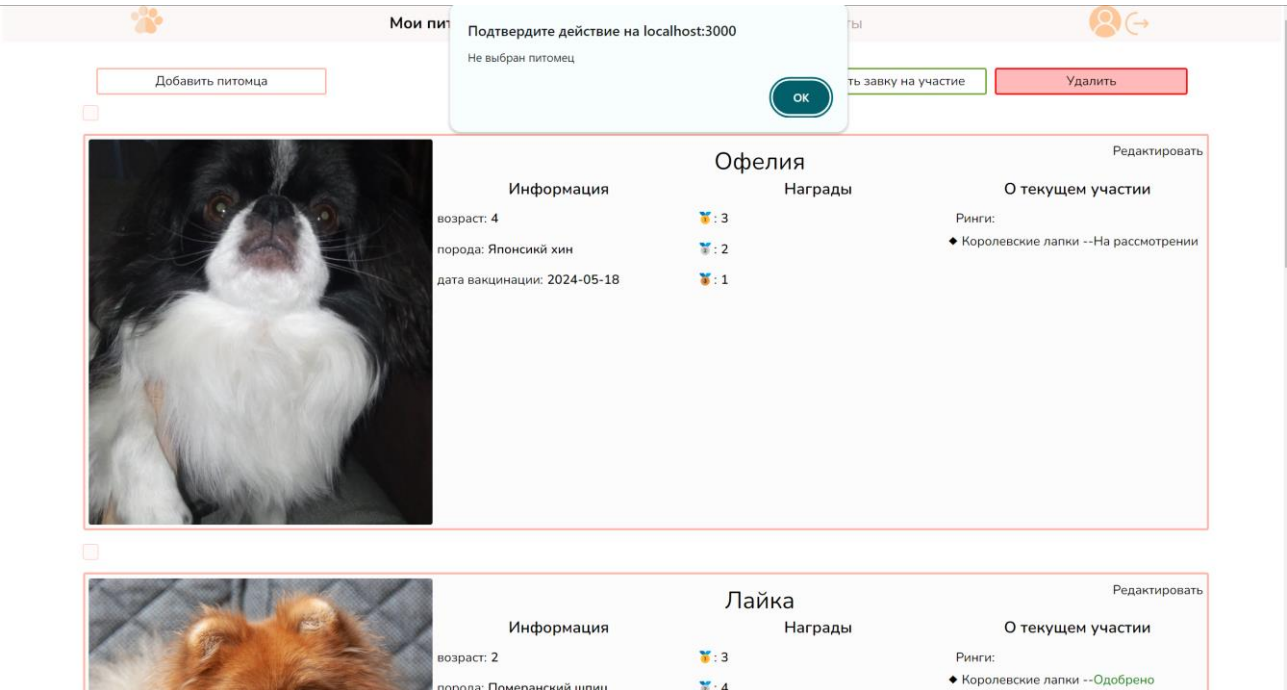 Мои пит
ты
Подтвердите действие на localhost:3000
Не выбран питомец
ОК
Добавить питомца
ть завку на участие
Удалить
Офелия
Редактировать
Информация
Награды
О текущем участии
возраст: 4
🥇: 3
Ринги:
порода: Японсикй хин
🥈: 2
◆ Королевские лапки --На рассмотрении
дата вакцинации: 2024-05-18
🥉: 1
Лайка
Редактировать
Информация
Награды
О текущем участии
возраст: 2
🥇: 3
Ринги:
порода: Померанский шпиц
🥈: 4
◆ Королевские лапки --Одобрено